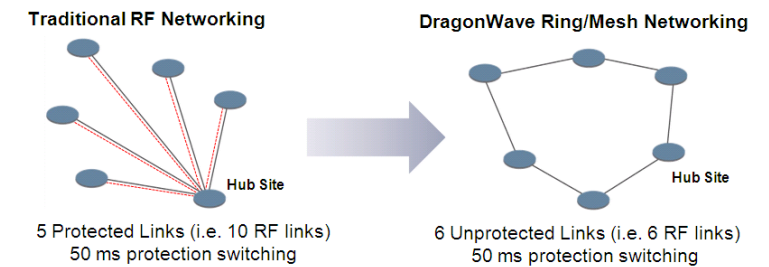 Traditional RF Networking
Hub Site
5 Protected Links (i.e. 10 RF links)
50 ms protection switching
DragonWave Ring/Mesh Networking
Hub Site
6 Unprotected Links (i.e. 6 RF links)
50 ms protection switching